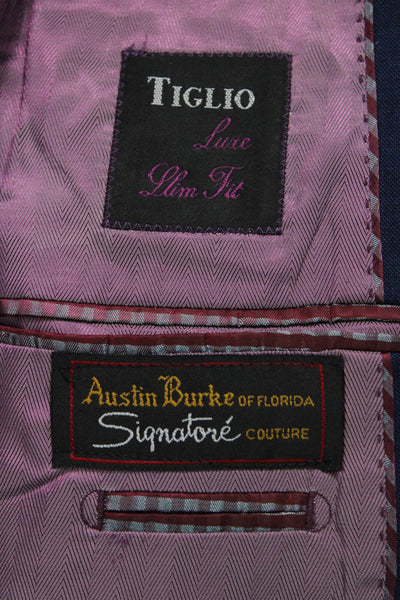 TIGLIO
Luxe
Slim Fit
Austin Burke OF FLORIDA
Signatoré COUTURE